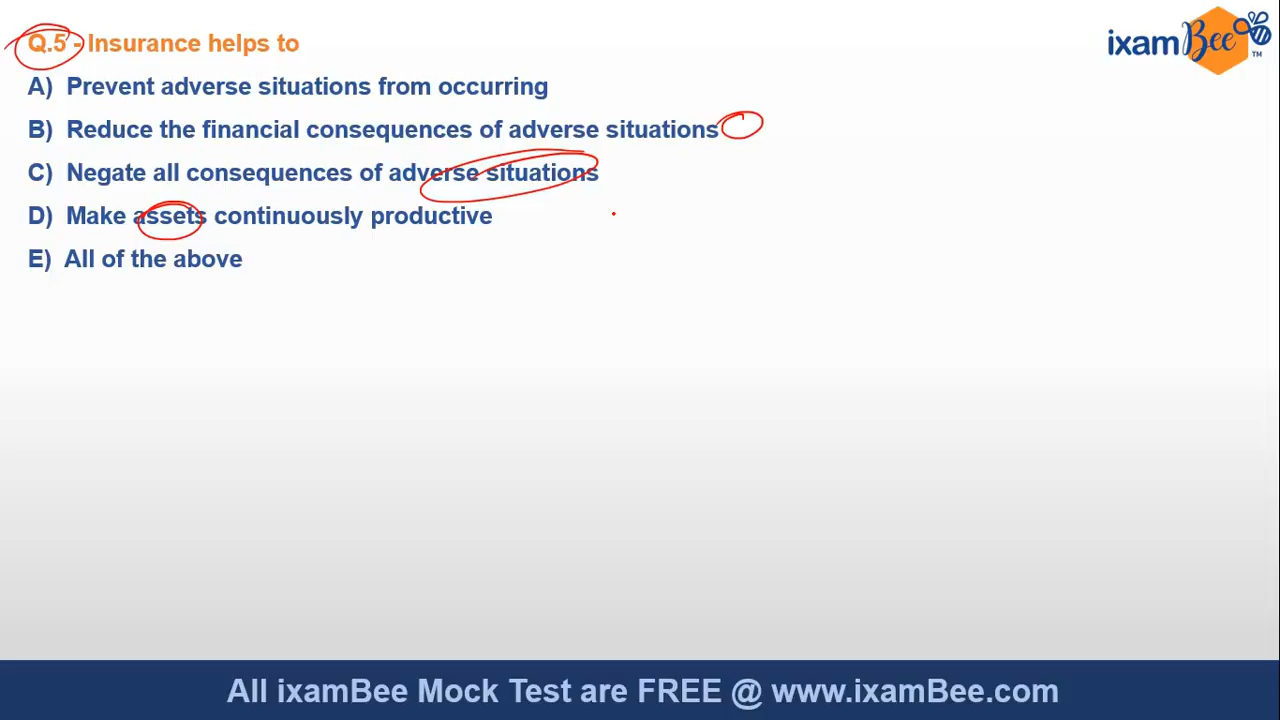 Q.5 - Insurance helps to
ixamBee
TM
A) Prevent adverse situations from occurring
B) Reduce the financial consequences of adverse situations
C) Negate all consequences of adverse situations
D) Make assets continuously productive
E) All of the above
All ixamBee Mock Test are FREE @ www.ixamBee.com